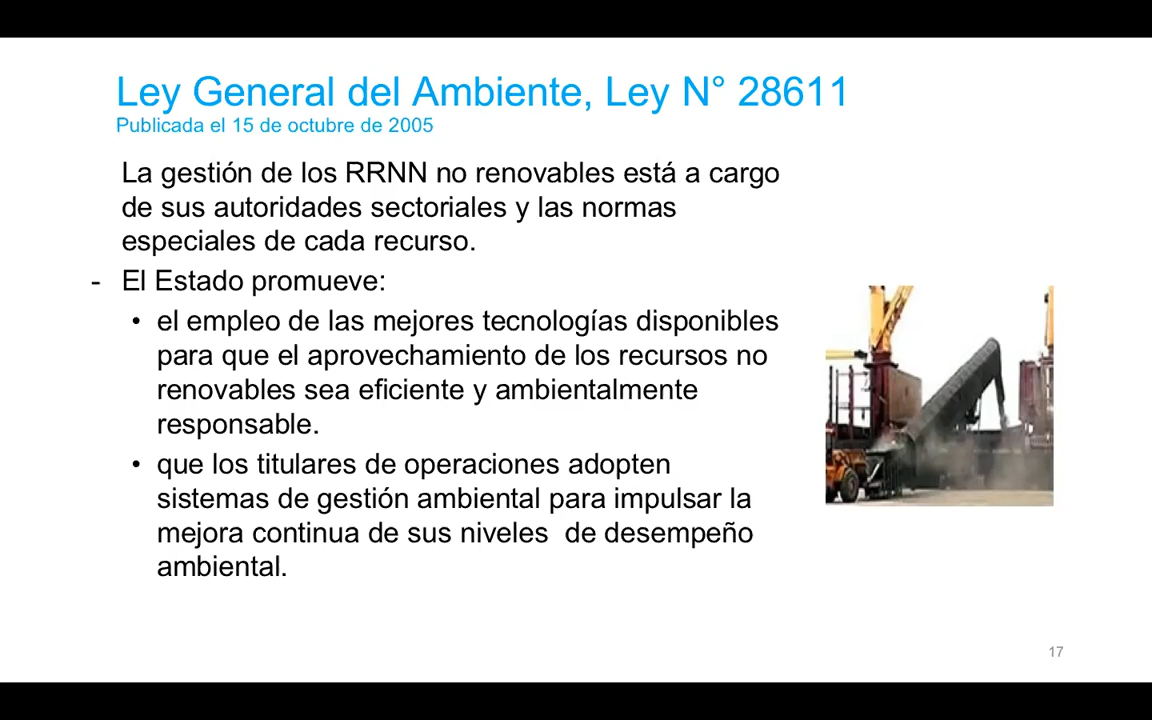 Ley General del Ambiente, Ley N° 28611
Publicada el 15 de octubre de 2005
La gestión de los RRNN no renovables está a cargo
de sus autoridades sectoriales y las normas
especiales de cada recurso.
- El Estado promueve:
• el empleo de las mejores tecnologías disponibles
para que el aprovechamiento de los recursos no
renovables sea eficiente y ambientalmente
responsable.
• que los titulares de operaciones adopten
sistemas de gestión ambiental para impulsar la
mejora continua de sus niveles  de desempeño
ambiental.
17